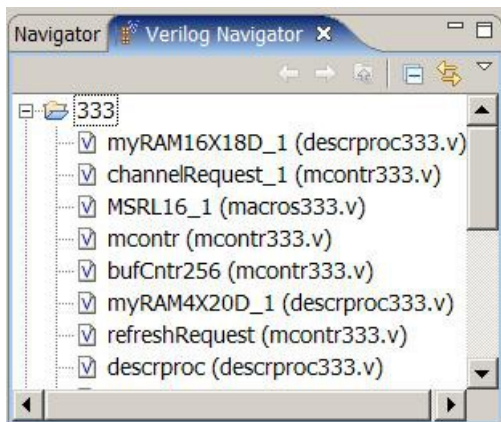 Navigator Verilog Navigator
333
myRAM16X18D_1 (descrproc333.v)
channelRequest_1 (mcontr333.v)
MSRL16_1 (macros333.v)
mcontr (mcontr333.v)
bufCntr256 (mcontr333.v)
myRAM4X20D_1 (descrproc333.v)
refreshRequest (mcontr333.v)
descrproc (descrproc333.v)